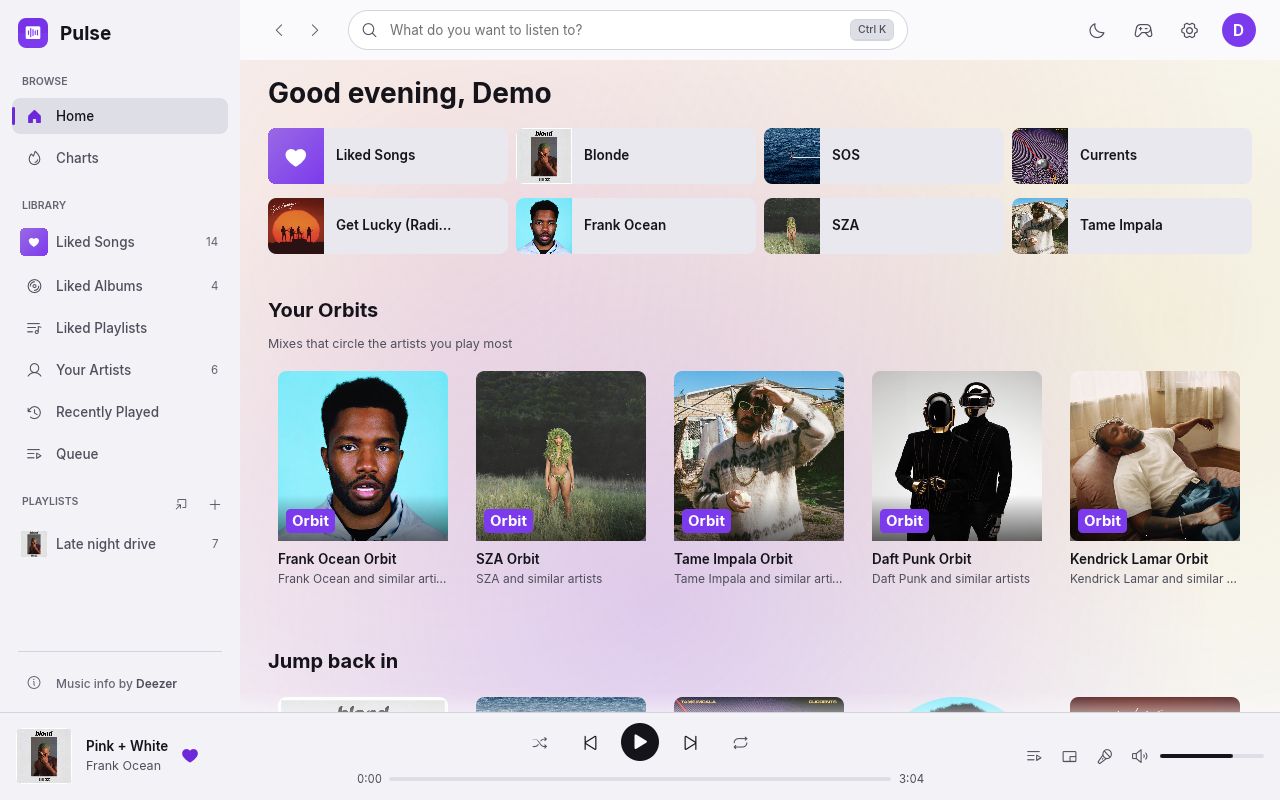 Pulse
What do you want to listen to?
Ctrl K
D
BROWSE
Home
Charts
LIBRARY
Liked Songs 14
Liked Albums 4
Liked Playlists
Your Artists 6
Recently Played
Queue
PLAYLISTS
Late night drive 7
Music info by Deezer
Good evening, Demo
Liked Songs
blond
Blonde
SOS
Currents
Get Lucky (Radi...
Frank Ocean
SZA
Tame Impala
Your Orbits
Mixes that circle the artists you play most
Orbit
Orbit
Orbit
Orbit
Orbit
Frank Ocean Orbit
Frank Ocean and similar arti...
SZA Orbit
SZA and similar artists
Tame Impala Orbit
Tame Impala and similar arti...
Daft Punk Orbit
Daft Punk and similar artists
Kendrick Lamar Orbit
Kendrick Lamar and similar ...
Jump back in
blond
TAME IMPALA
CURRENTS
blond
Pink + White
Frank Ocean
0:00
3:04